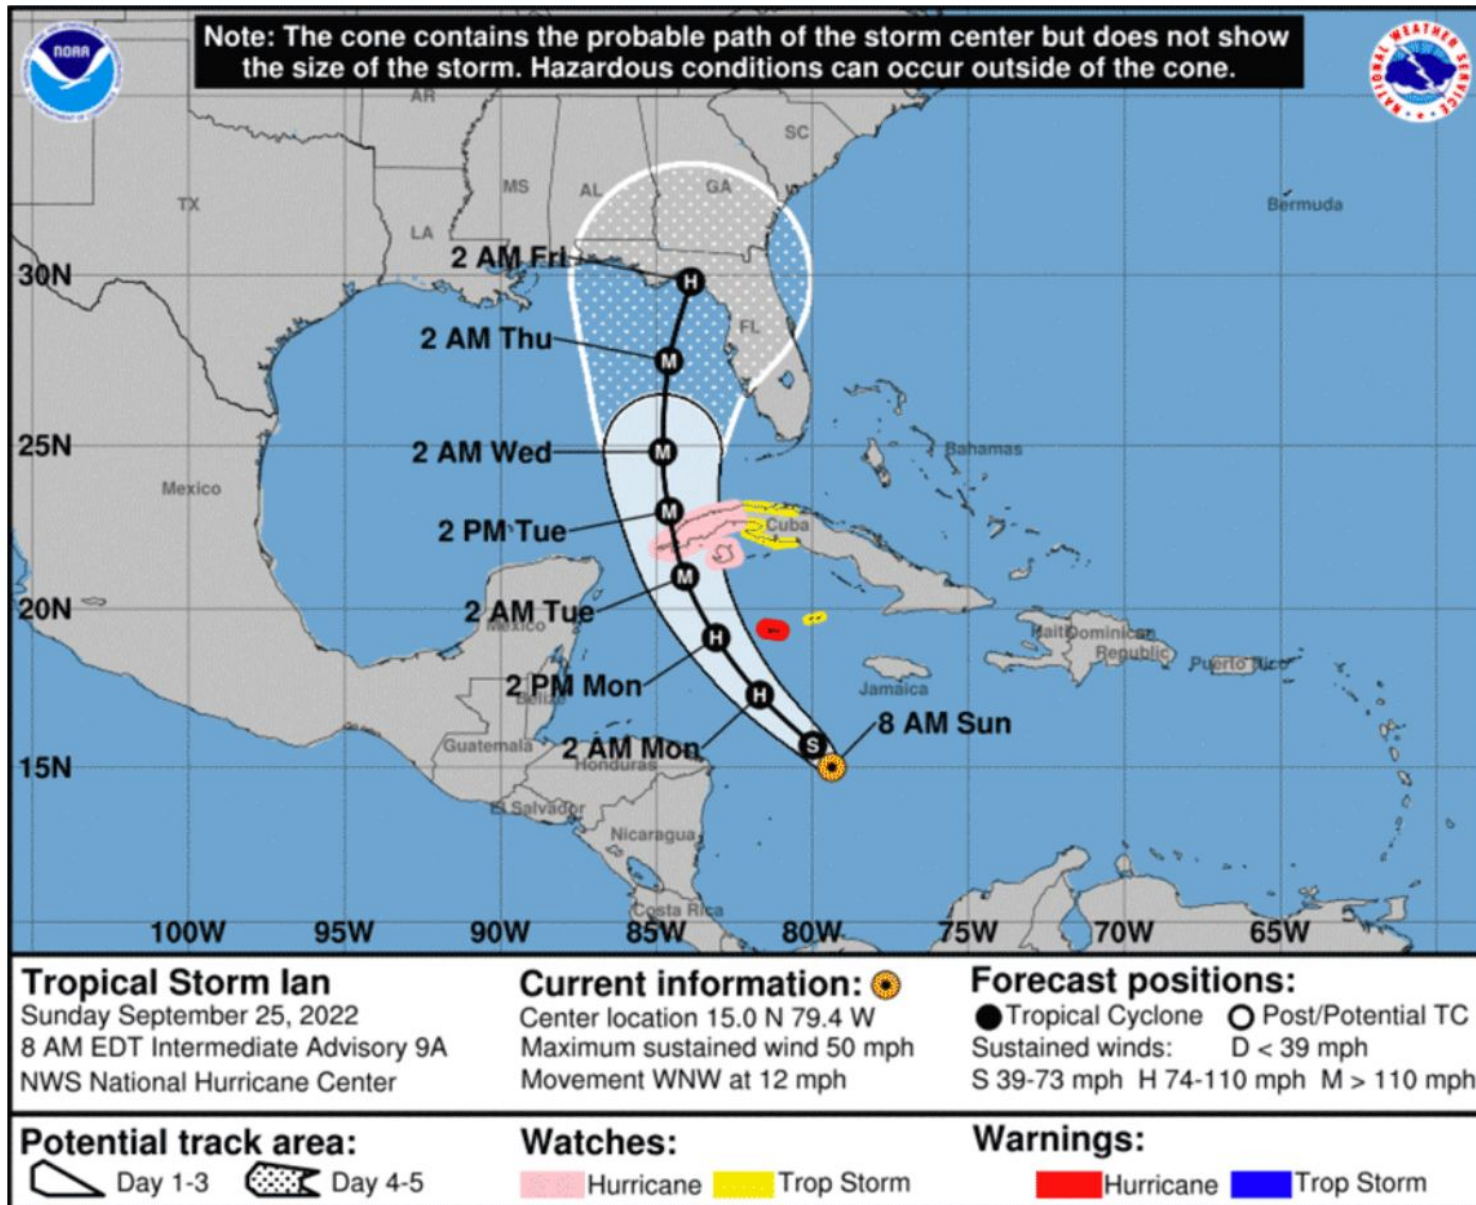 Note: The cone contains the probable path of the storm center but does not show
the size of the storm. Hazardous conditions can occur outside of the cone.
NOAA
NATIONAL WEATHER SERVICE
AR
SC
TX
MS
AL
GA
LA
Bermuda
2 AM Fri
30N
FL
2 AM Thu
25N
2 AM Wed
Bahamas
Mexico
2 PM Tue
Cuba
20N
2 AM Tue
Mexico
Haiti
Dominican
Republic
Puerto Rico
2 PM Mon
Belize
Jamaica
8 AM Sun
Guatemala
2 AM Mon
S
H
H
M
M
M
M
H
15N
Honduras
El Salvador
Nicaragua
Costa Rica
100W 95W 90W 85W 80W 75W 70W 65W
Tropical Storm Ian
Sunday September 25, 2022
8 AM EDT Intermediate Advisory 9A
NWS National Hurricane Center
Current information:
Center location 15.0 N 79.4 W
Maximum sustained wind 50 mph
Movement WNW at 12 mph
Forecast positions:
Tropical Cyclone Post/Potential TC
Sustained winds: D < 39 mph
S 39-73 mph H 74-110 mph M > 110 mph
Potential track area:
Day 1-3 Day 4-5
Watches:
Hurricane Trop Storm
Warnings:
Hurricane Trop Storm